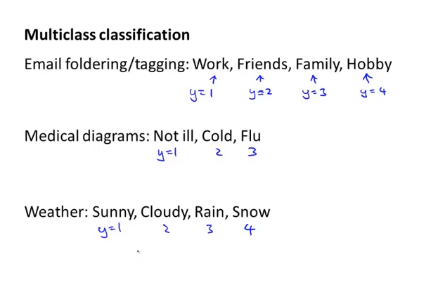 Multiclass classification
Email foldering/tagging: Work, Friends, Family, Hobby
y=1 y=2 y=3 y=4
Medical diagrams: Not ill, Cold, Flu
y=1 2 3
Weather: Sunny, Cloudy, Rain, Snow
y=1 2 3 4